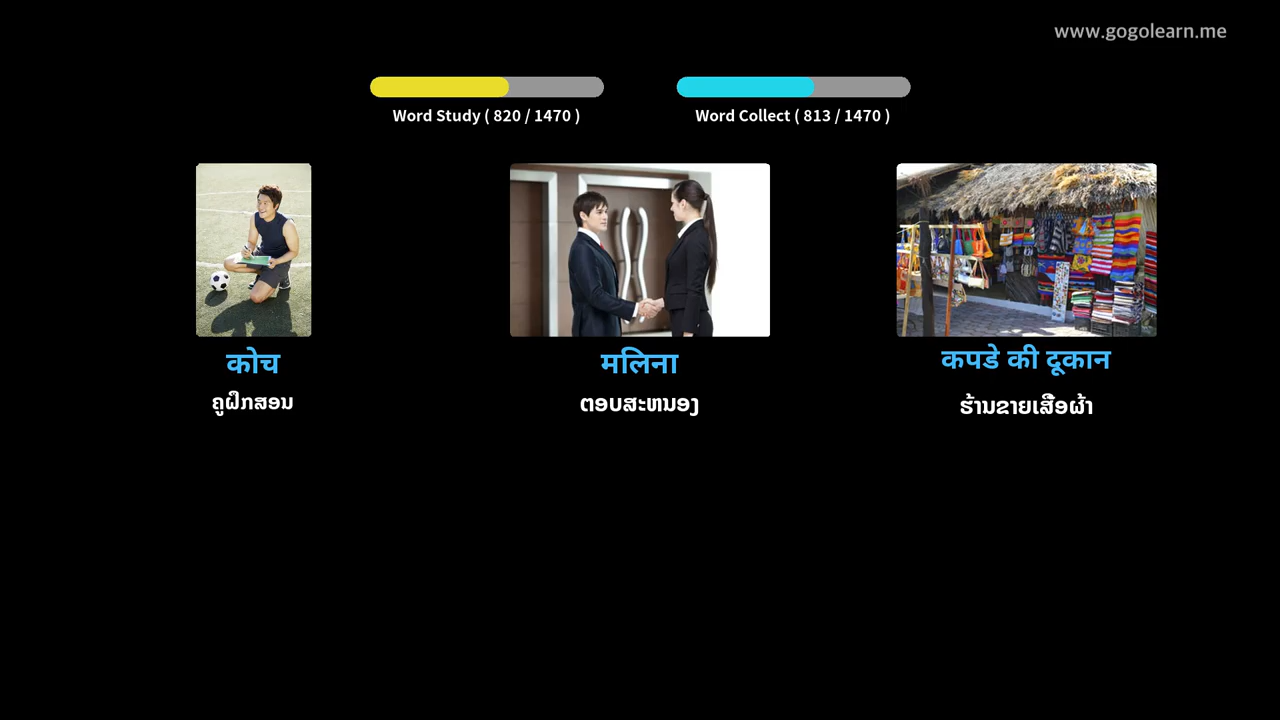 www.gogolearn.me
Word Study ( 820 / 1470 )
Word Collect ( 813 / 1470 )
कोच
मलिना
कपडे की दूकान
ຄູຝຶກສອນ
ຕອບສະຫນອງ
ຮ້ານຂາຍເສື້ອຜ້າ